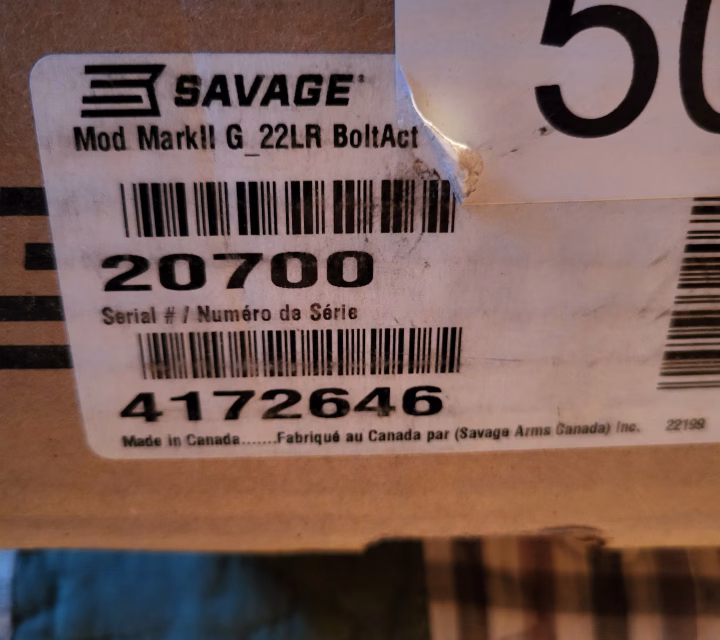 SAVAGE
Mod MarkII G_22LR BoltAct
20700
Serial # / Numéro de Série
4172646
Made in Canada.......Fabriqué au Canada par (Savage Arms Canada) Inc.
22199
50